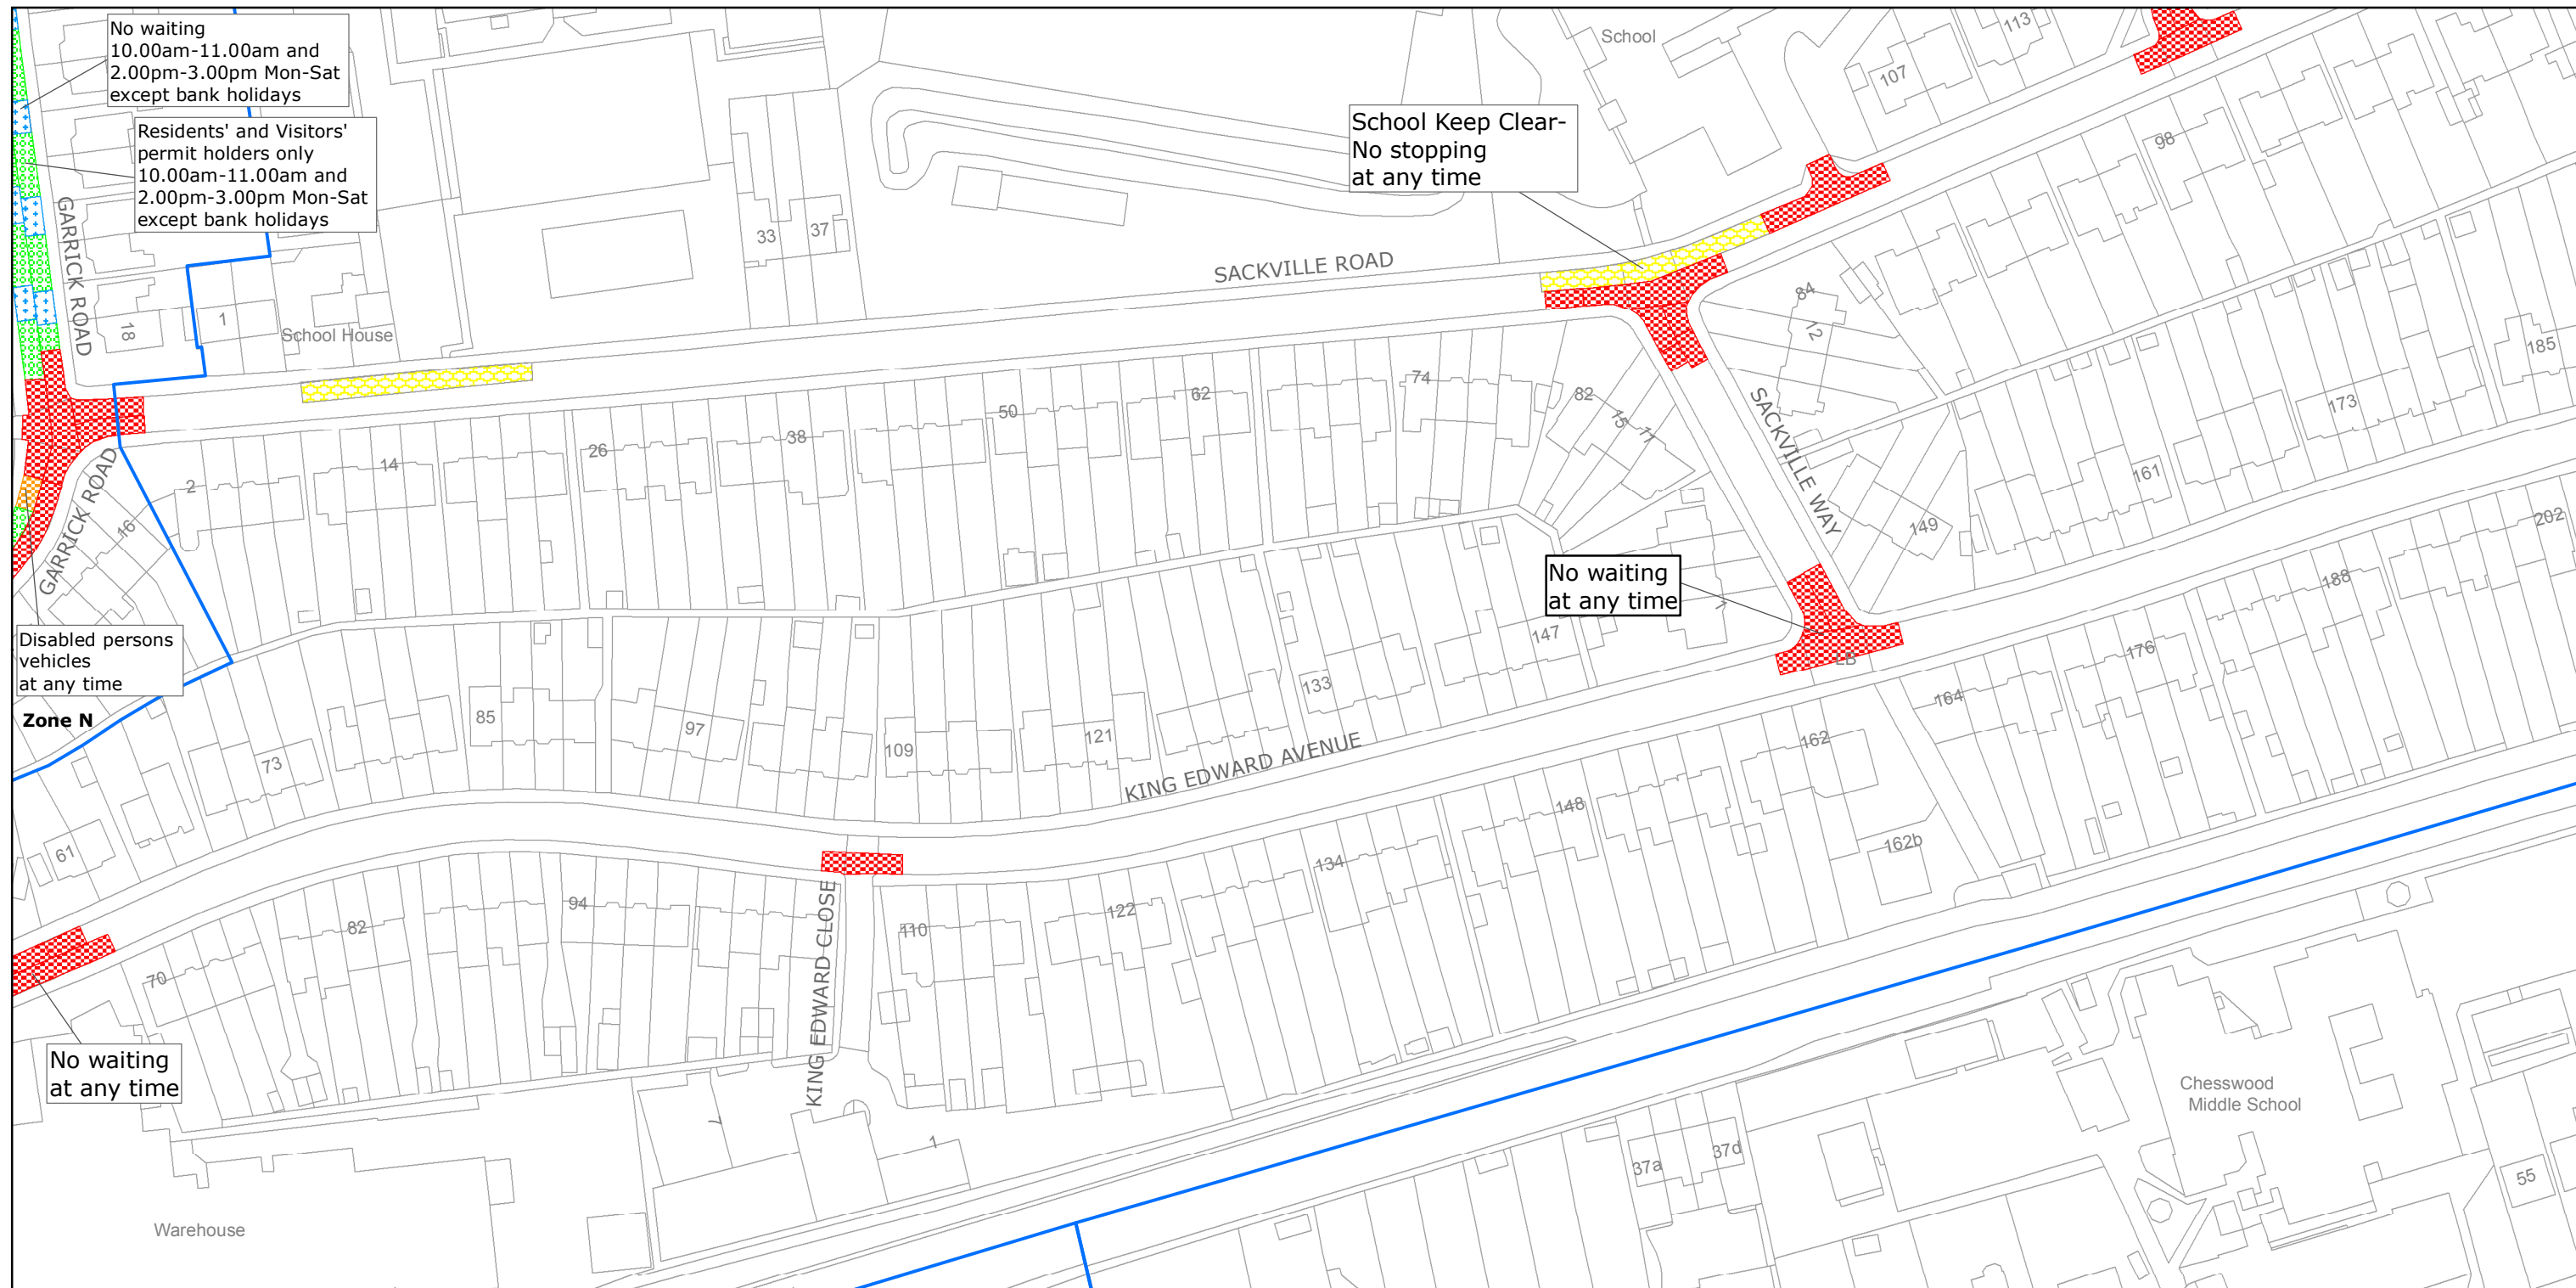 No waiting
10.00am-11.00am and
2.00pm-3.00pm Mon-Sat
except bank holidays
Residents' and Visitors'
permit holders only
10.00am-11.00am and
2.00pm-3.00pm Mon-Sat
except bank holidays
School
113
107
98
School Keep Clear-
No stopping
at any time
GARRICK ROAD
33
37
SACKVILLE ROAD
18
1
School House
84
12
185
74
62
82
15
11
173
50
38
26
14
2
SACKVILLE WAY
161
149
202
GARRICK ROAD
16
No waiting
at any time
1
188
147
176
LB
164
Disabled persons
vehicles
at any time
133
Zone N
85
97
109
121
KING EDWARD AVENUE
162
73
148
162b
61
134
94
82
110
122
70
KING EDWARD CLOSE
No waiting
at any time
7
1
Chesswood
Middle School
37a
37d
55
Warehouse